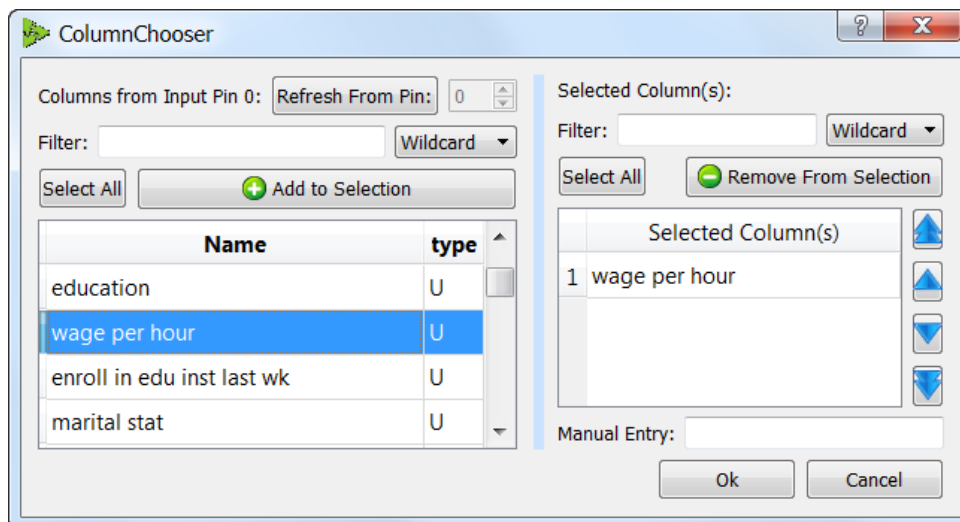 ColumnChooser
?
X
Columns from Input Pin 0: Refresh From Pin: 0
Filter: Wildcard
Select All Add to Selection
Name type
education U
wage per hour U
enroll in edu inst last wk U
marital stat U
Selected Column(s):
Filter: Wildcard
Select All Remove From Selection
Selected Column(s)
1 wage per hour
Manual Entry:
Ok Cancel